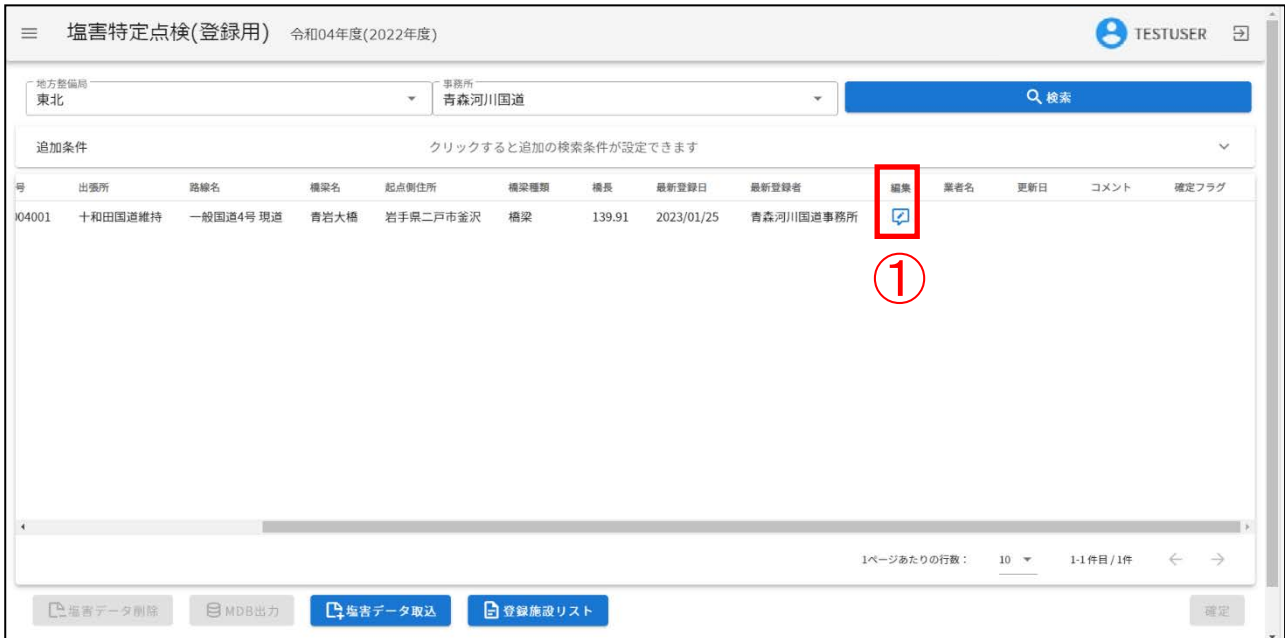 塩害特定点検(登録用) 令和04年度(2022年度) TESTUSER
地方整備局 事務所
東北 青森河川国道 検索
追加条件 クリックすると追加の検索条件が設定できます
号 出張所 路線名 橋梁名 起点側住所 橋梁種類 橋長 最新登録日 最新登録者 編集 業者名 更新日 コメント 確定フラグ
004001 十和田国道維持 一般国道4号 現道 青岩大橋 岩手県二戸市釜沢 橋梁 139.91 2023/01/25 青森河川国道事務所
①
1ページあたりの行数： 10 1-1 件目 / 1件
塩害データ削除 MDB出力 塩害データ取込 登録施設リスト 確定